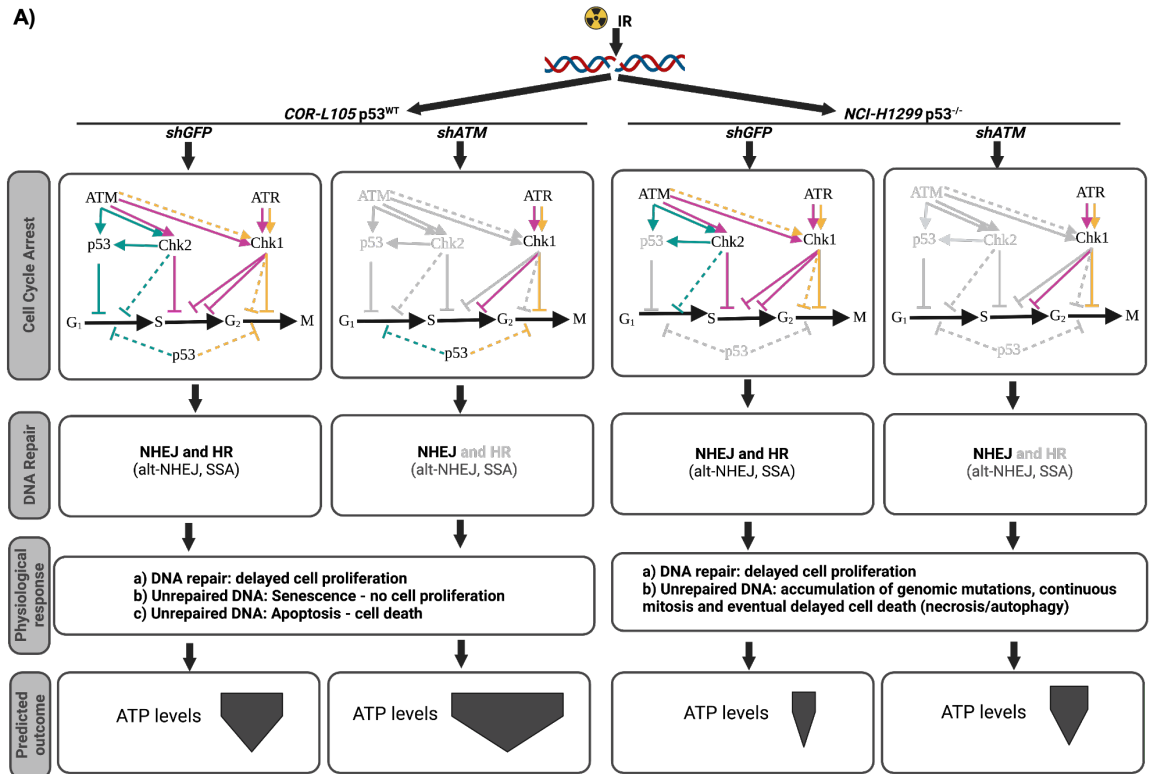 A)
IR
COR-L105 p53WT
NCI-H1299 p53-/-
shGFP
shATM
shGFP
shATM
Cell Cycle Arrest
ATM
ATR
p53
Chk2
Chk1
G1
S
G2
M
p53
ATM
ATR
p53
Chk2
Chk1
G1
S
G2
M
p53
ATM
ATR
p53
Chk2
Chk1
G1
S
G2
M
p53
ATM
ATR
p53
Chk2
Chk1
G1
S
G2
M
p53
DNA Repair
NHEJ and HR
(alt-NHEJ, SSA)
NHEJ and HR
(alt-NHEJ, SSA)
NHEJ and HR
(alt-NHEJ, SSA)
NHEJ and HR
(alt-NHEJ, SSA)
Physiological
response
a) DNA repair: delayed cell proliferation
b) Unrepaired DNA: Senescence - no cell proliferation
c) Unrepaired DNA: Apoptosis - cell death
a) DNA repair: delayed cell proliferation
b) Unrepaired DNA: accumulation of genomic mutations, continuous
mitosis and eventual delayed cell death (necrosis/autophagy)
Predicted
outcome
ATP levels
ATP levels
ATP levels
ATP levels